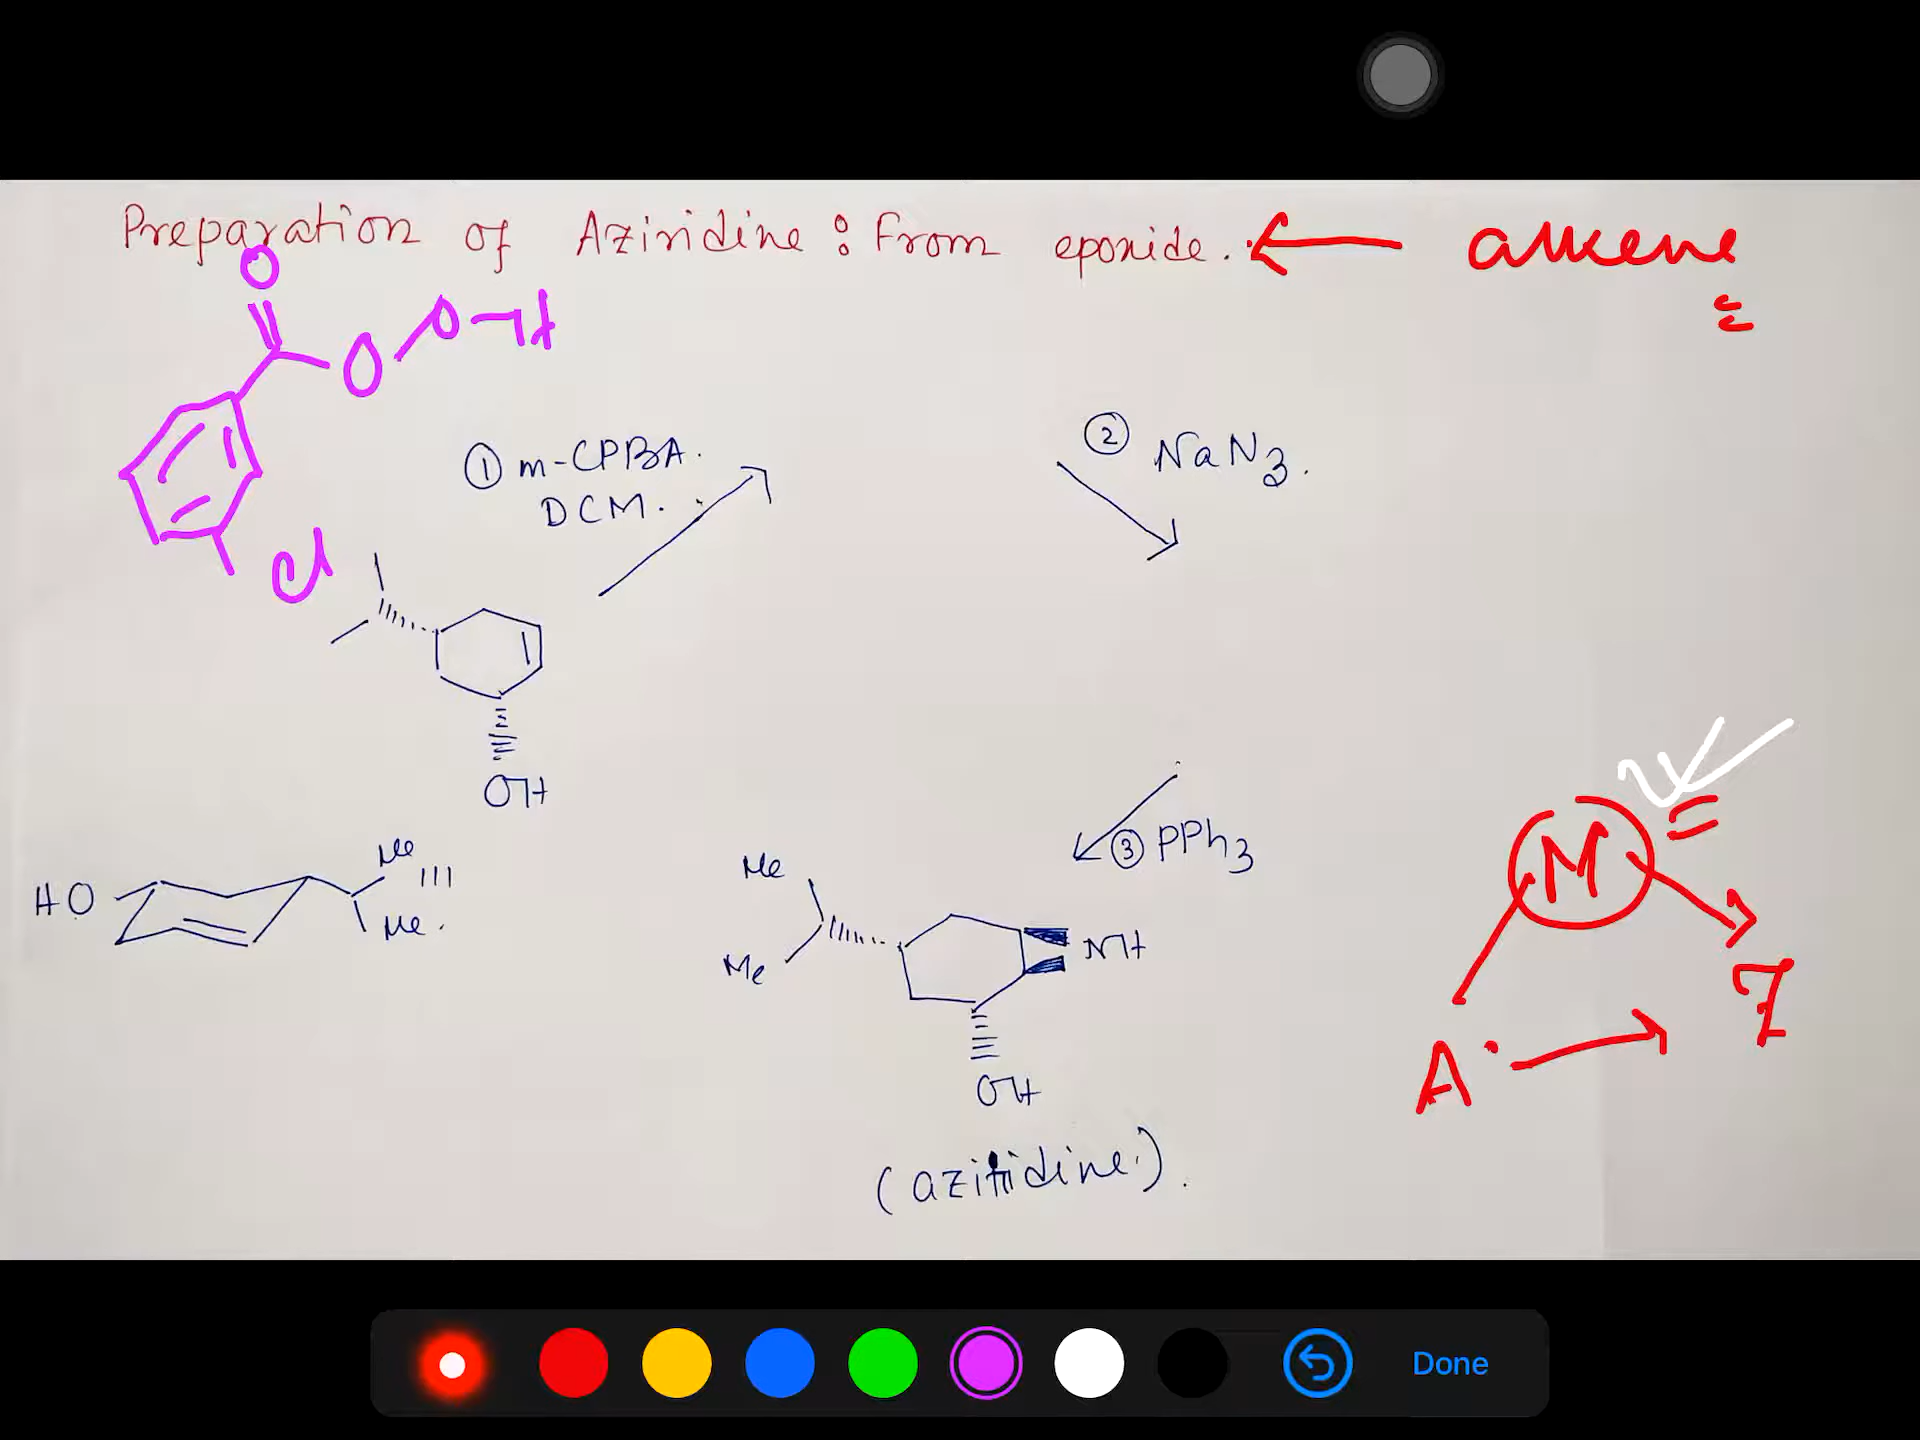 Preparation of Aziridine : From epoxide. ← alkene
O
O
O-H
① m-CPBA.
DCM.
② NaN3.
Cl
OH
③ PPh3
HO
Me
Me.
Me
Me
NH
OH
M
Z
A
(aziridine).
Done